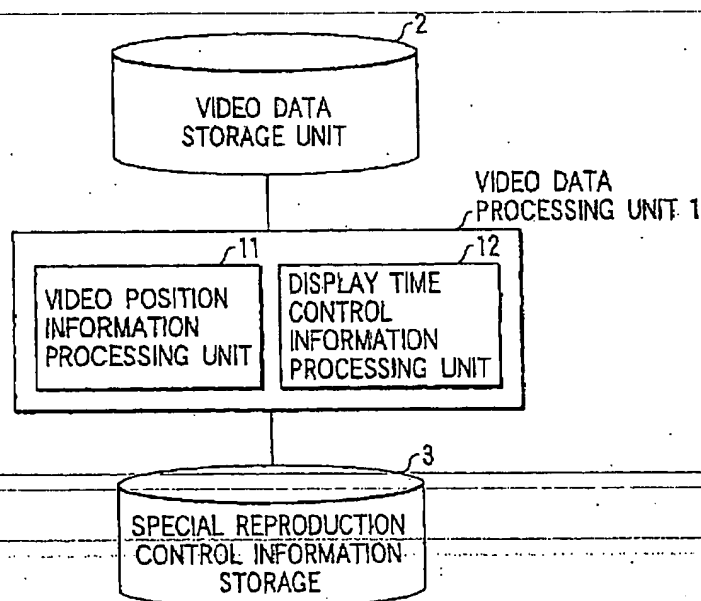 2
VIDEO DATA
STORAGE UNIT
VIDEO DATA
PROCESSING UNIT 1
11
VIDEO POSITION
INFORMATION
PROCESSING UNIT
12
DISPLAY TIME
CONTROL
INFORMATION
PROCESSING UNIT
3
SPECIAL REPRODUCTION
CONTROL INFORMATION
STORAGE